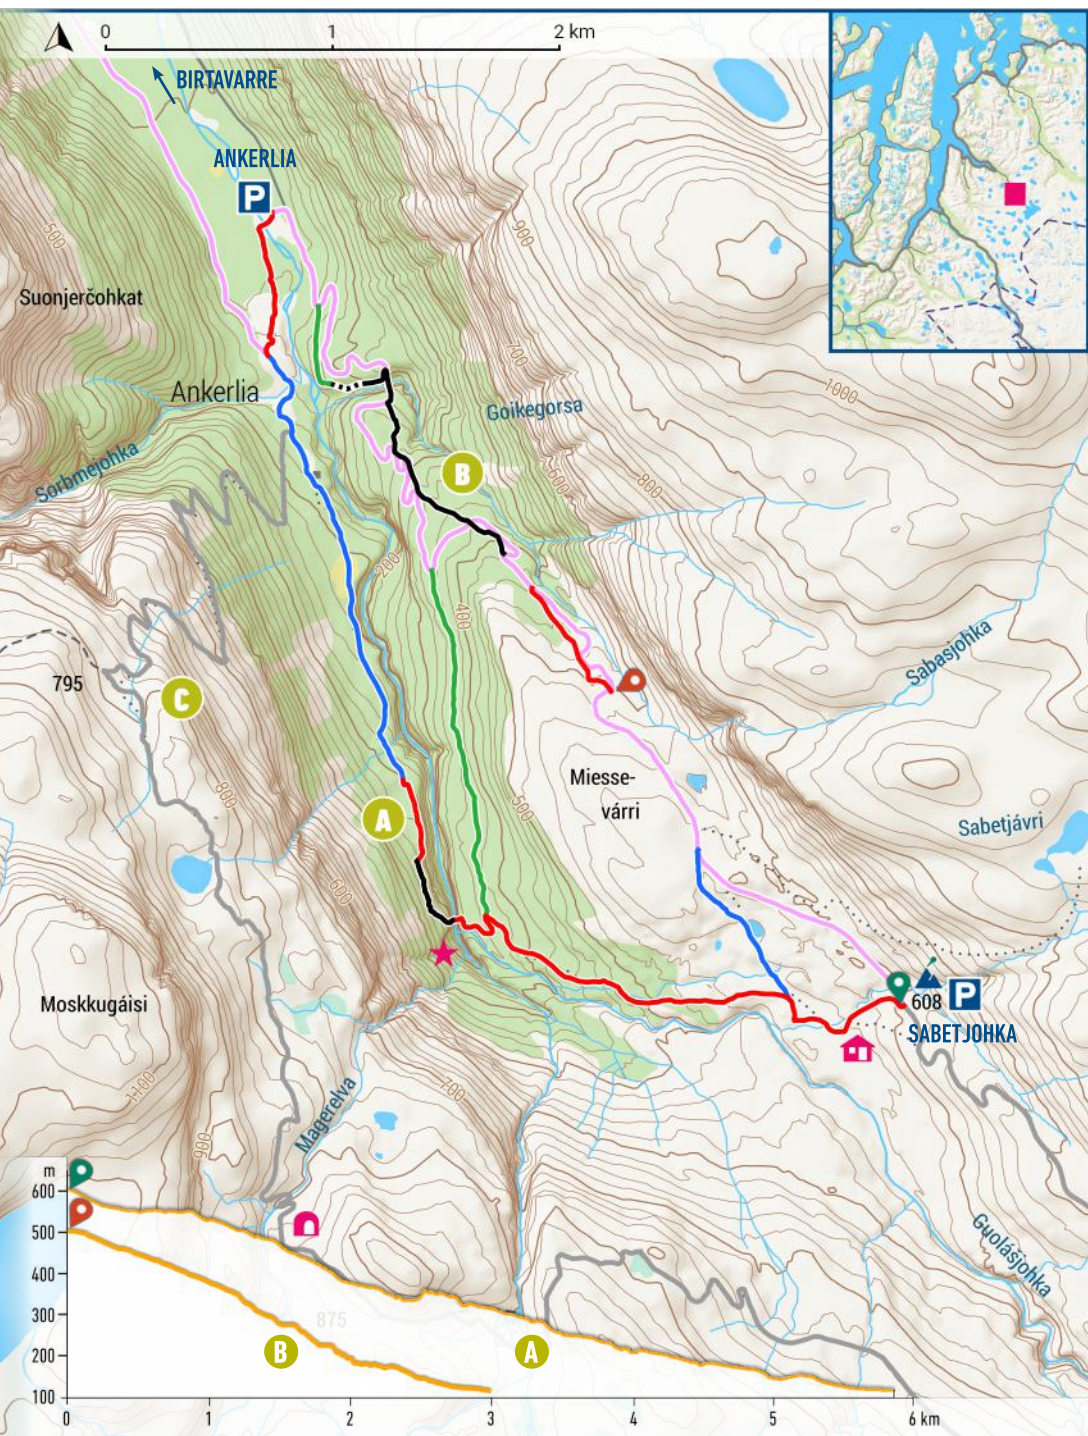 0 1 2 km
BIRTAVARRE
ANKERLIA
P
500
900
Suonjerčohkat
700
1000
Ankerlia
Goikegorsa
Sorbmejohka
B
600
800
200
400
Sabasjohka
795
C
Miesse-
várri
800
500
A
Sabetjávri
600
Moskkugáisi
608 P
SABETJOHKA
1100
700
Magerelva
900
Guolášjohka
m
600
500
400
300
875
200
B
A
100
0 1 2 3 4 5 6 km